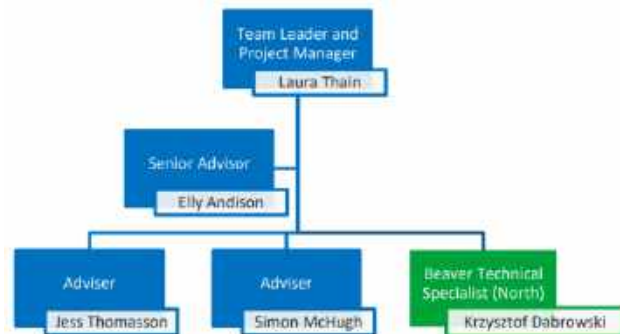 Team Leader and
Project Manager
Laura Thain
Senior Advisor
Elly Andison
Adviser
Jess Thomasson
Adviser
Simon McHugh
Beaver Technical
Specialist (North)
Krzysztof Dabrowski